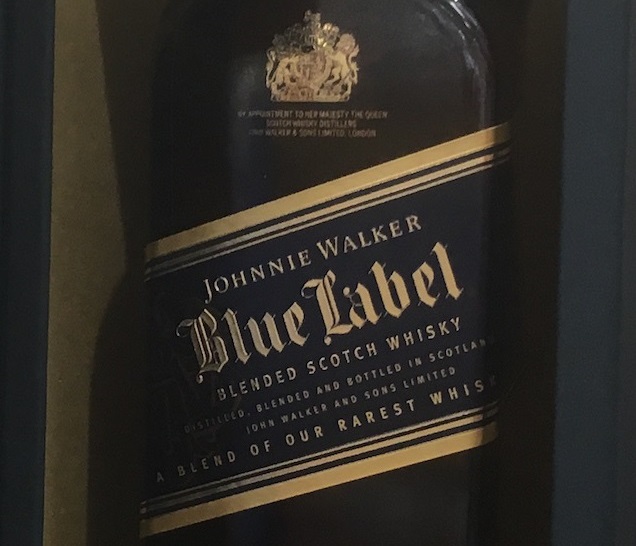 BY APPOINTMENT TO HER MAJESTY THE QUEEN
SCOTCH WHISKY DISTILLERS
JOHN WALKER & SONS LIMITED, LONDON
JOHNNIE WALKER
Blue Label
BLENDED SCOTCH WHISKY
DISTILLED, BLENDED AND BOTTLED IN SCOTLAND
JOHN WALKER AND SONS LIMITED
A BLEND OF OUR RAREST WHISK